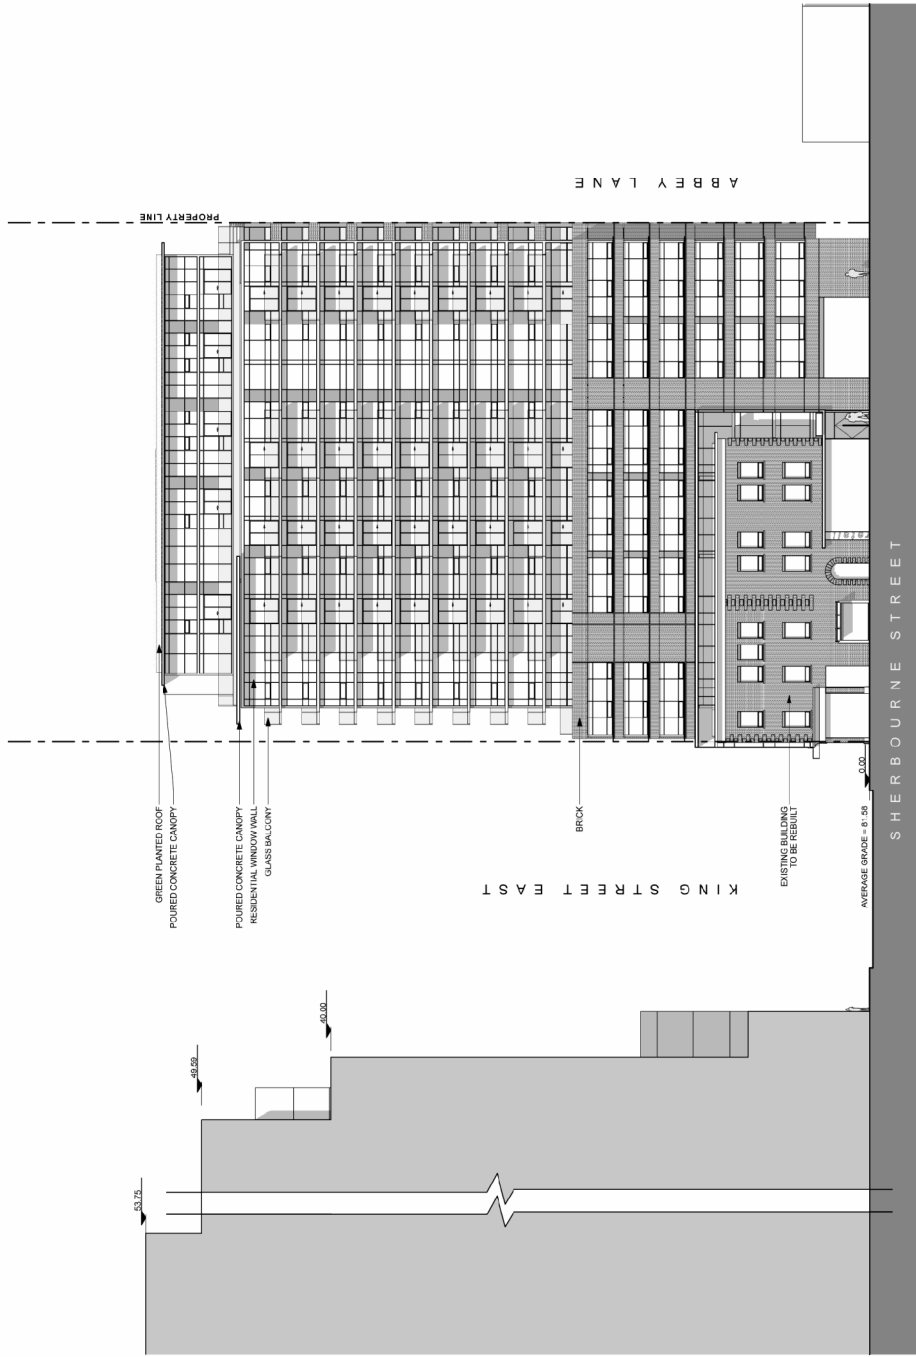 ABBEY LANE
PROPERTY LINE
GREEN PLANTED ROOF
POURED CONCRETE CANOPY
POURED CONCRETE CANOPY
RESIDENTIAL WINDOW WALL
GLASS BALCONY
BRICK
EXISTING BUILDING
TO BE REBUILT
0.00
AVERAGE GRADE = 81.58
KING STREET EAST
SHERBOURNE STREET
40.00
49.59
53.75